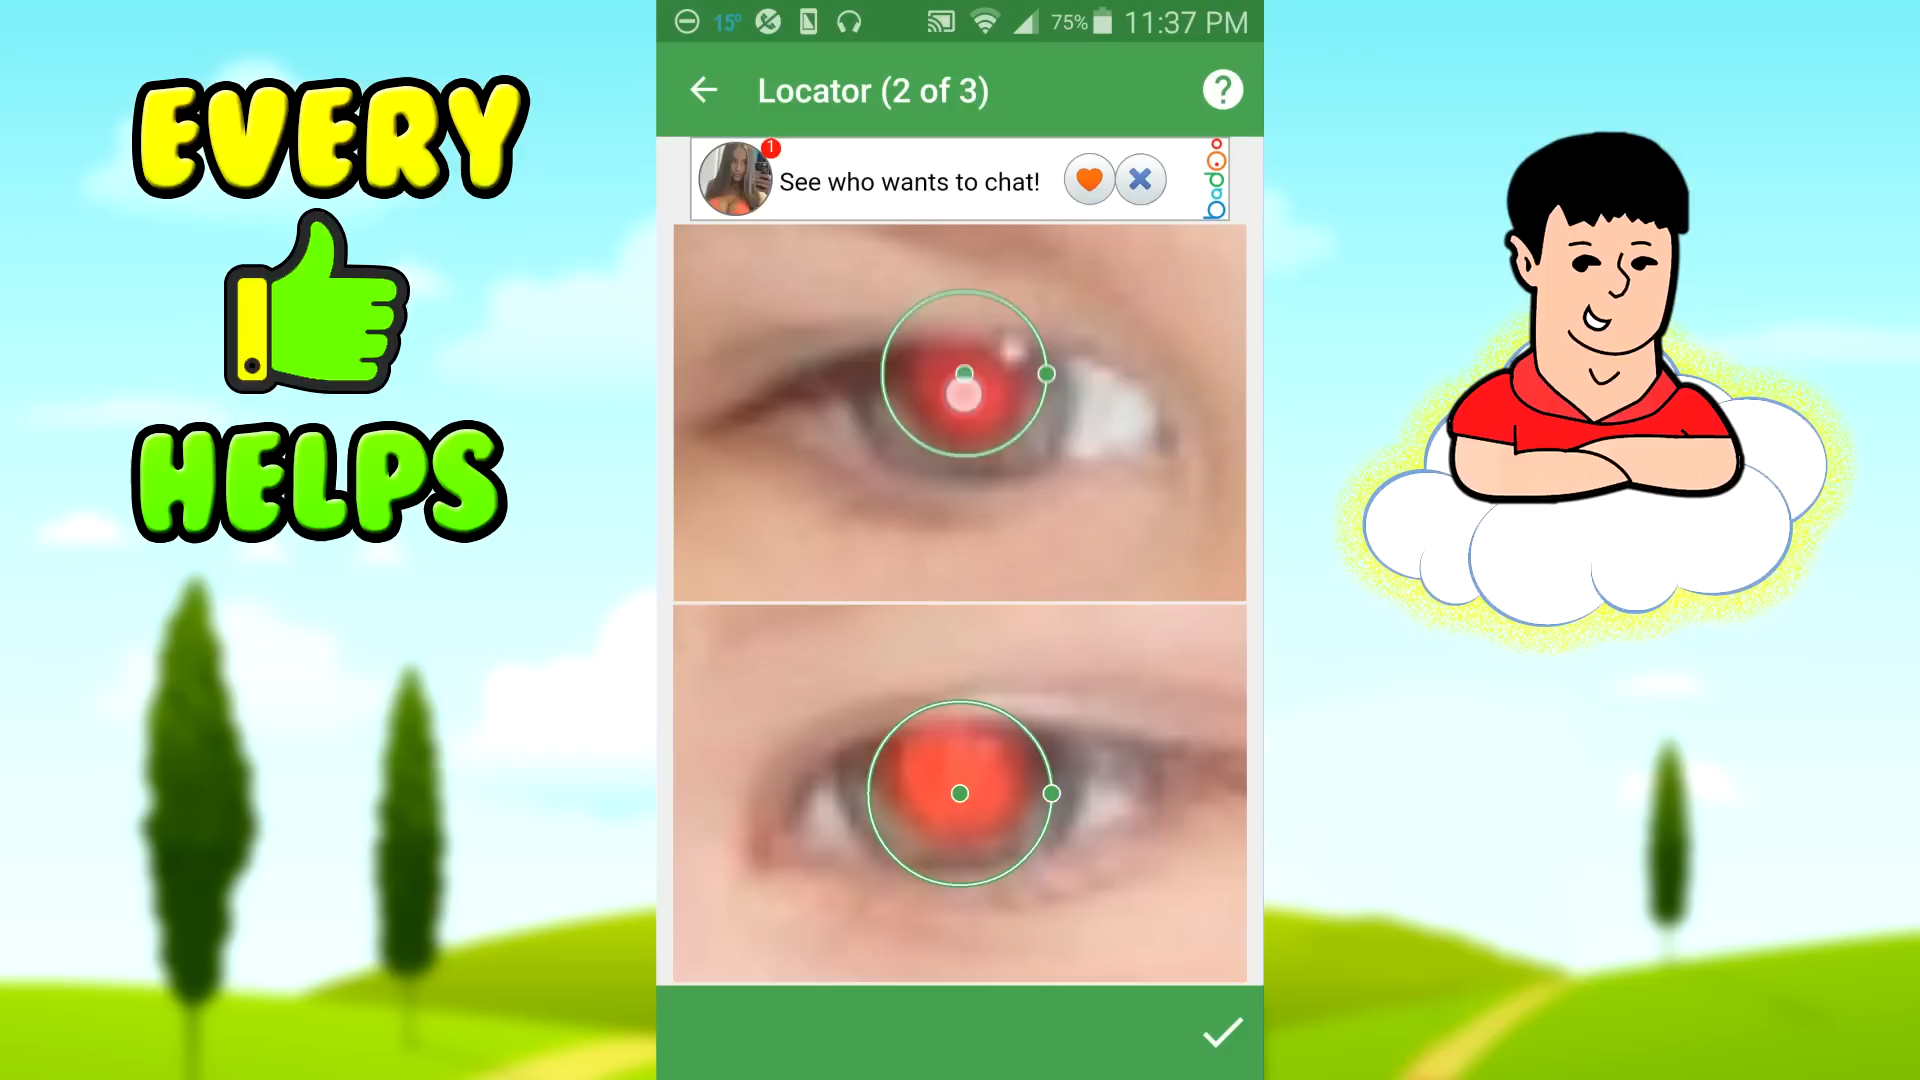 EVERY
HELPS
15°
75%
11:37 PM
Locator (2 of 3)
?
1
See who wants to chat!
badoo